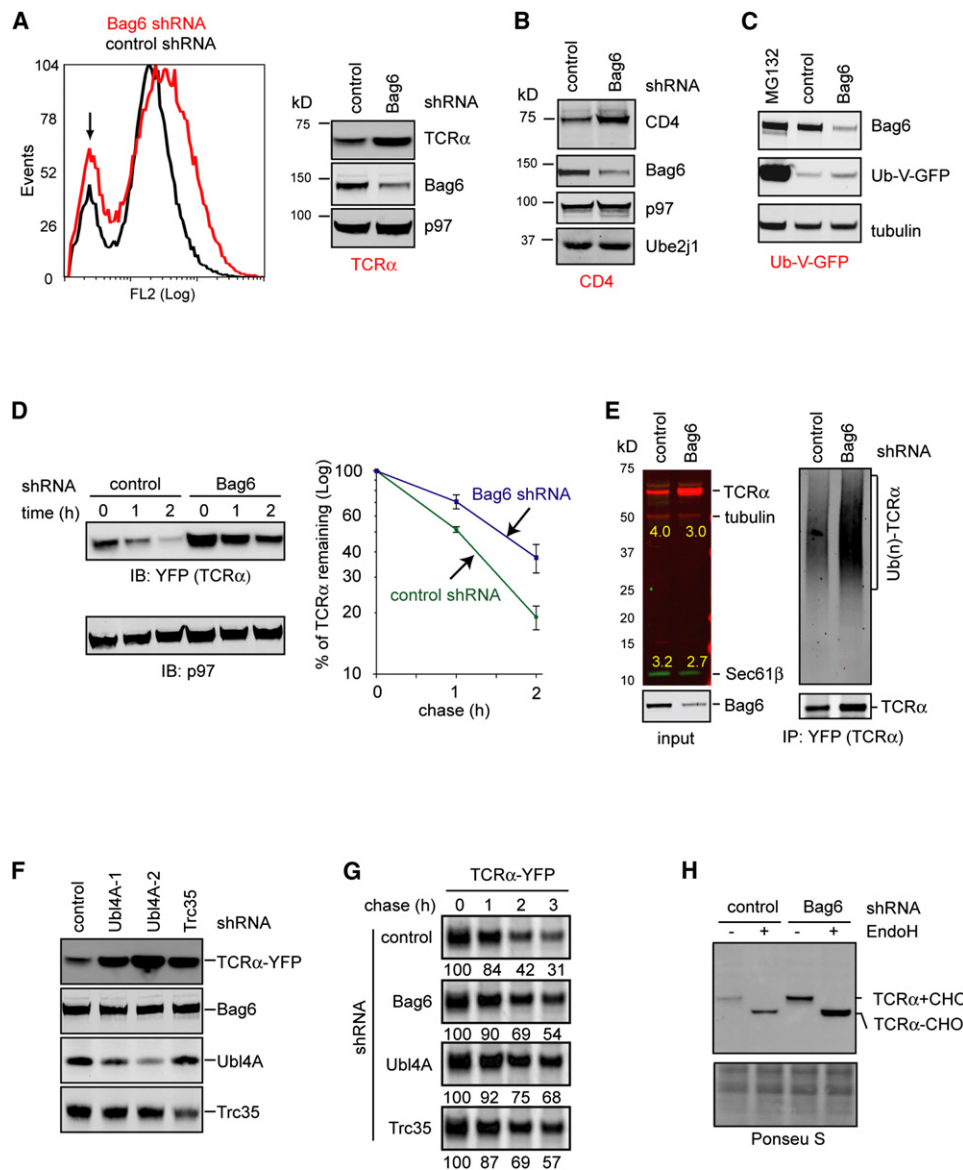 A
Bag6 shRNA
control shRNA
104
78
52
26
0
Events
FL2 (Log)
kD
control
Bag6
shRNA
75
TCRα
150
Bag6
100
p97
TCRα
B
control
Bag6
shRNA
kD
75
CD4
150
Bag6
100
p97
37
Ube2j1
CD4
C
MG132
control
Bag6
Bag6
Ub-V-GFP
tubulin
Ub-V-GFP
D
shRNA
control
Bag6
time (h)
0 1 2 0 1 2
IB: YFP (TCRα)
IB: p97
% of TCRα remaining (Log)
100
80
60
40
30
20
10
Bag6 shRNA
control shRNA
0 1 2
chase (h)
E
kD
control
Bag6
75
TCRα
tubulin
50
4.0 3.0
37
25
20
15
3.2 2.7
Sec61β
10
Bag6
input
control
Bag6
shRNA
Ub(n)-TCRα
TCRα
IP: YFP (TCRα)
F
control
Ubl4A-1
Ubl4A-2
Trc35
shRNA
TCRα-YFP
Bag6
Ubl4A
Trc35
G
TCRα-YFP
chase (h) 0 1 2 3
shRNA
control
100 84 42 31
Bag6
100 90 69 54
Ubl4A
100 92 75 68
Trc35
100 87 69 57
H
control Bag6 shRNA
- + - + EndoH
TCRα+CHO
TCRα-CHO
Ponseu S